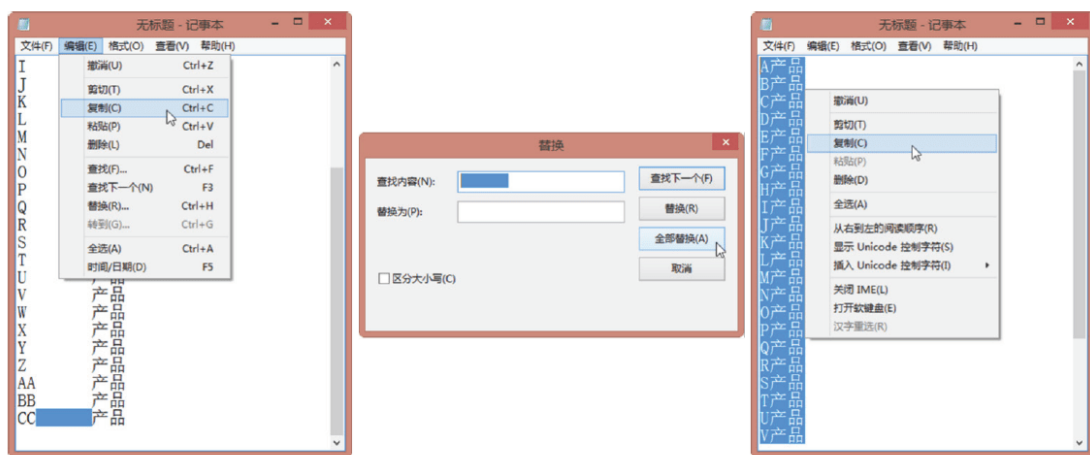 无标题 - 记事本
文件(F) 编辑(E) 格式(O) 查看(V) 帮助(H)
撤消(U) Ctrl+Z
剪切(T) Ctrl+X
复制(C) Ctrl+C
粘贴(P) Ctrl+V
删除(L) Del
查找(F)... Ctrl+F
查找下一个(N) F3
替换(R)... Ctrl+H
转到(G)... Ctrl+G
全选(A) Ctrl+A
时间/日期(D) F5
I
J
K
L
M
N
O
P
Q
R
S
T
U 产品
V 产品
W 产品
X 产品
Y 产品
Z 产品
AA 产品
BB 产品
CC 产品
替换
查找内容(N):
替换为(P):
区分大小写(C)
查找下一个(F)
替换(R)
全部替换(A)
取消
无标题 - 记事本
文件(F) 编辑(E) 格式(O) 查看(V) 帮助(H)
A产品
B产品
C产品
D产品
E产品
F产品
G产品
H产品
I产品
J产品
K产品
L产品
M产品
N产品
O产品
P产品
Q产品
R产品
S产品
T产品
U产品
V产品
撤消(U)
剪切(T)
复制(C)
粘贴(P)
删除(D)
全选(A)
从右到左的阅读顺序(R)
显示 Unicode 控制字符(S)
插入 Unicode 控制字符(I)
关闭 IME(L)
打开软键盘(E)
汉字重选(R)